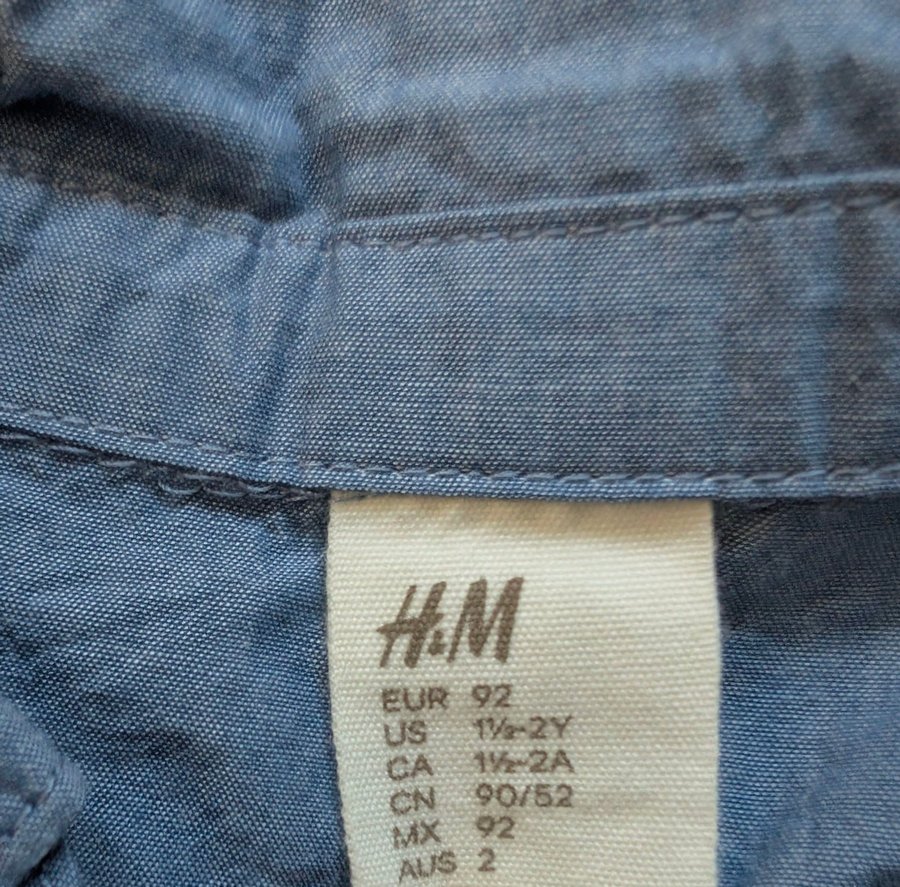 H&M
EUR 92
US 1½-2Y
CA 1½-2A
CN 90/52
MX 92
AUS 2